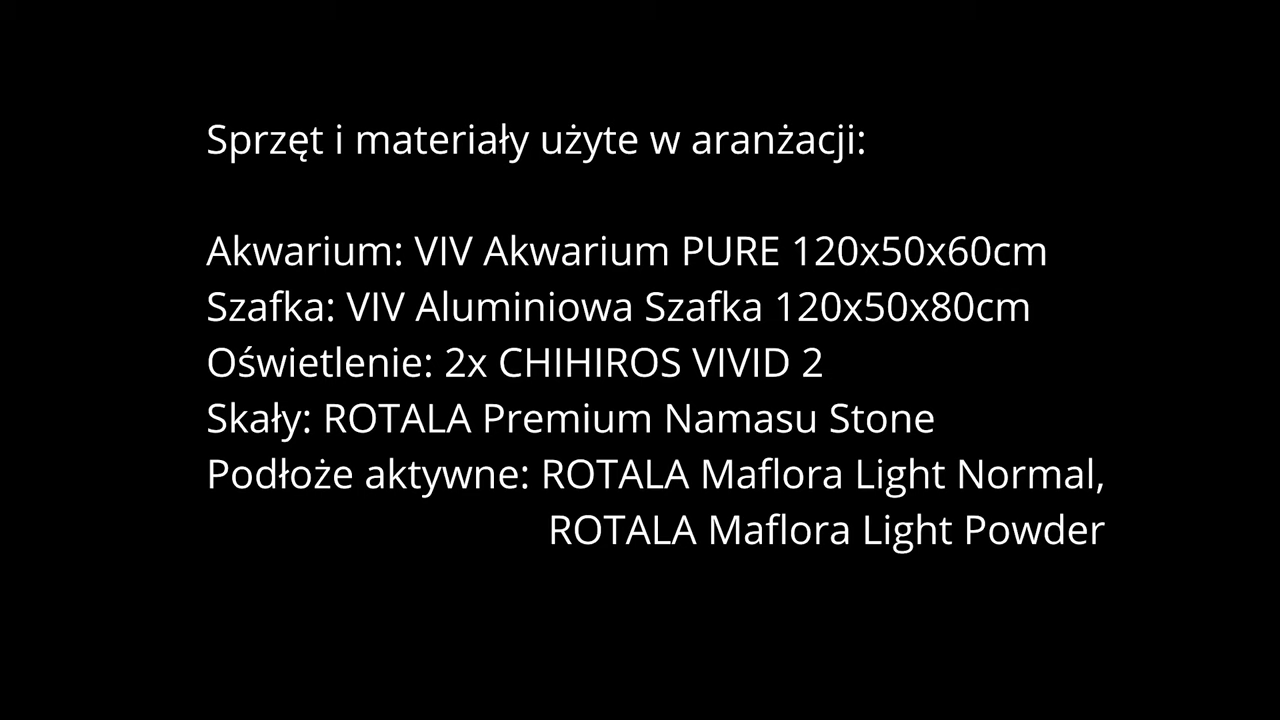 Sprzęt i materiały użyte w aranżacji:
Akwarium: VIV Akwarium PURE 120x50x60cm
Szafka: VIV Aluminiowa Szafka 120x50x80cm
Oświetlenie: 2x CHIHIROS VIVID 2
Skały: ROTALA Premium Namasu Stone
Podłoże aktywne: ROTALA Maflora Light Normal,
ROTALA Maflora Light Powder